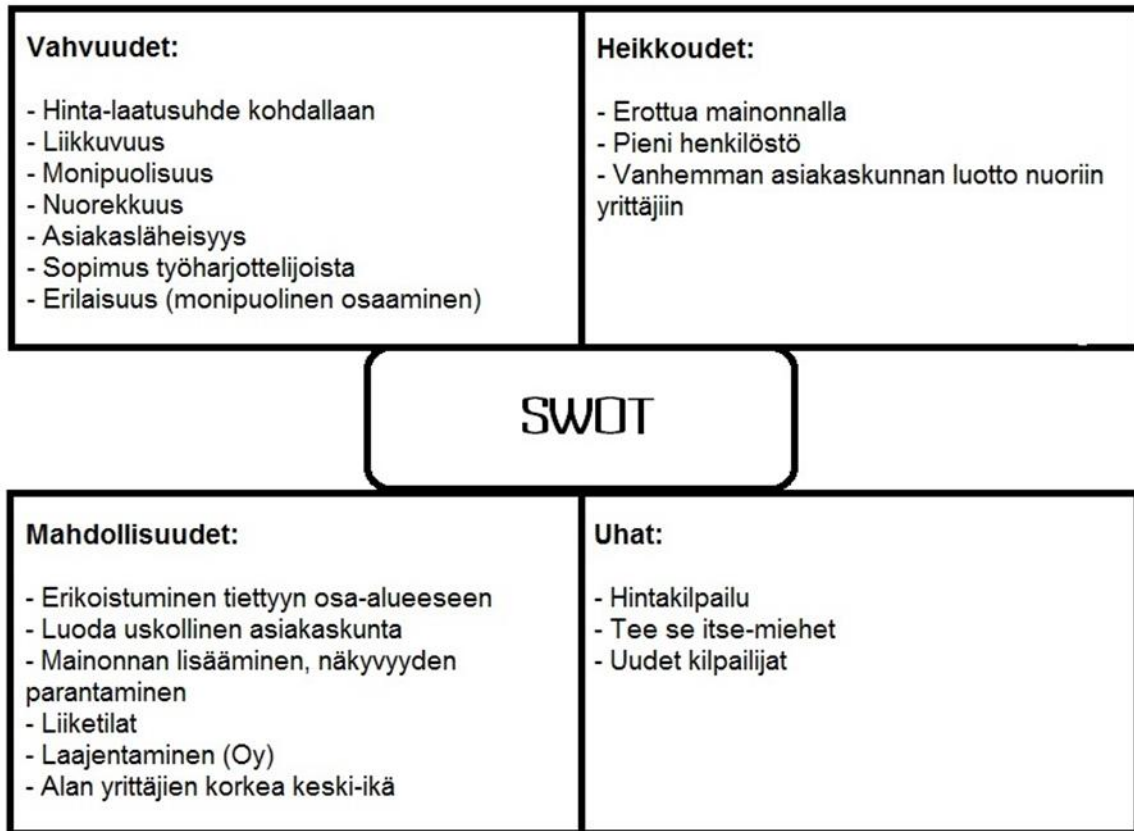 Vahvuudet:
- Hinta-laatusuhde kohdallaan
- Liikkuvuus
- Monipuolisuus
- Nuorekkuus
- Asiakasläheisyys
- Sopimus työharjottelijoista
- Erilaisuus (monipuolinen osaaminen)
Heikkoudet:
- Erottua mainonnalla
- Pieni henkilöstö
- Vanhemman asiakaskunnan luotto nuoriin
yrittäjiin
SWOT
Mahdollisuudet:
- Erikoistuminen tiettyyn osa-alueeseen
- Luoda uskollinen asiakaskunta
- Mainonnan lisääminen, näkyvyyden
parantaminen
- Liiketilat
- Laajentaminen (Oy)
- Alan yrittäjien korkea keski-ikä
Uhat:
- Hintakilpailu
- Tee se itse-miehet
- Uudet kilpailijat